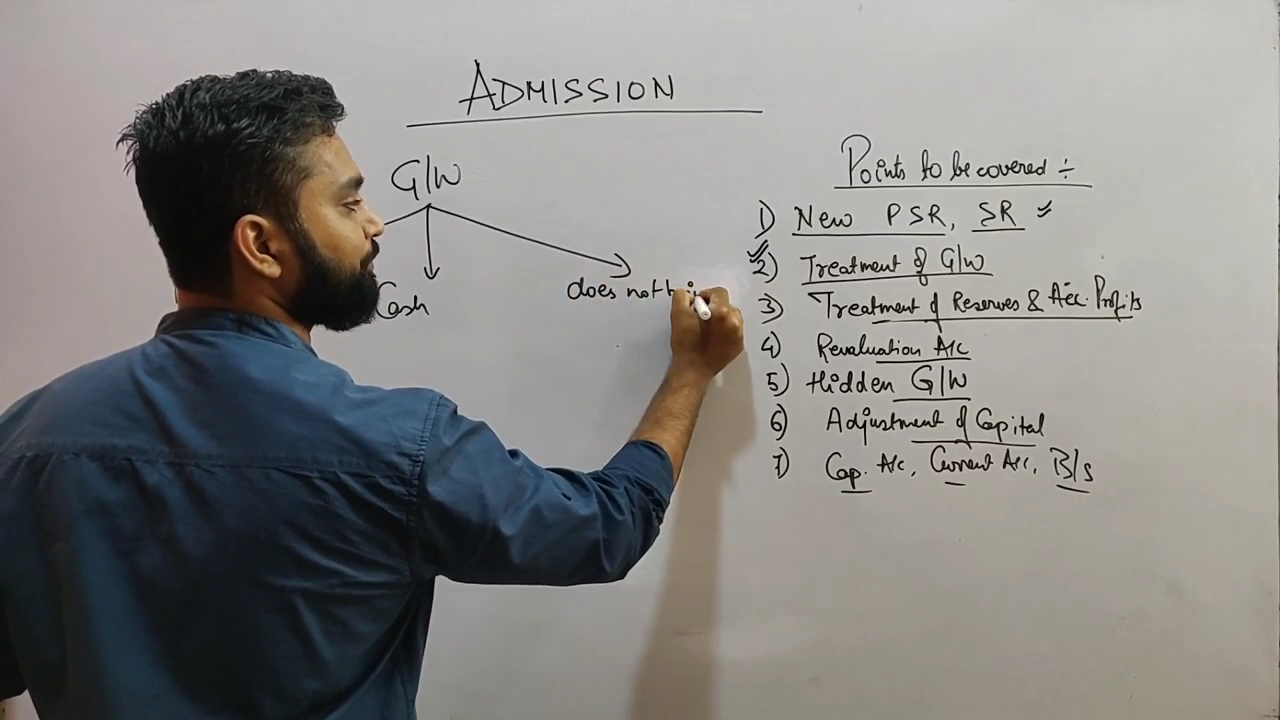 ADMISSION
G/W
Cash
does not
Points to be covered ÷
1) New PSR, SR
2) Treatment of G/W
3) Treatment of Reserves & Acc. Profits
4) Revaluation A/c
5) Hidden G/W
6) Adjustment of Capital
7) Cap. A/c, Current A/c, B/s